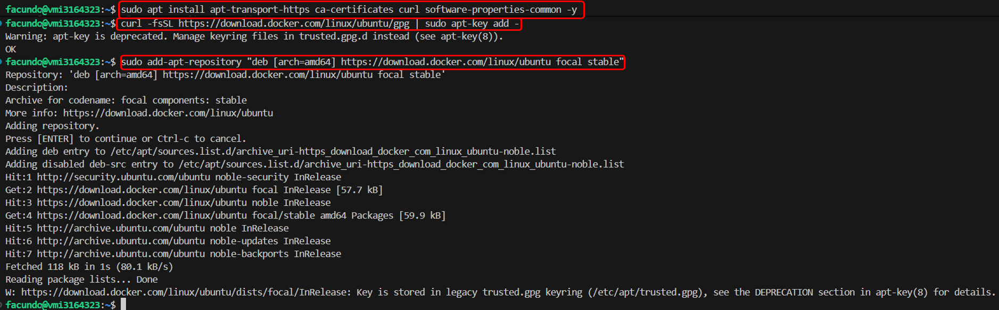 facundo@vmi3164323:~$ sudo apt install apt-transport-https ca-certificates curl software-properties-common -y
facundo@vmi3164323:~$ curl -fsSL https://download.docker.com/linux/ubuntu/gpg | sudo apt-key add -
Warning: apt-key is deprecated. Manage keyring files in trusted.gpg.d instead (see apt-key(8)).
OK
facundo@vmi3164323:~$ sudo add-apt-repository "deb [arch=amd64] https://download.docker.com/linux/ubuntu focal stable"
Repository: 'deb [arch=amd64] https://download.docker.com/linux/ubuntu focal stable'
Description:
Archive for codename: focal components: stable
More info: https://download.docker.com/linux/ubuntu
Adding repository.
Press [ENTER] to continue or Ctrl-c to cancel.
Adding deb entry to /etc/apt/sources.list.d/archive_uri-https_download_docker_com_linux_ubuntu-noble.list
Adding disabled deb-src entry to /etc/apt/sources.list.d/archive_uri-https_download_docker_com_linux_ubuntu-noble.list
Hit:1 http://security.ubuntu.com/ubuntu noble-security InRelease
Get:2 https://download.docker.com/linux/ubuntu focal InRelease [57.7 kB]
Hit:3 https://download.docker.com/linux/ubuntu noble InRelease
Get:4 https://download.docker.com/linux/ubuntu focal/stable amd64 Packages [59.9 kB]
Hit:5 http://archive.ubuntu.com/ubuntu noble InRelease
Hit:6 http://archive.ubuntu.com/ubuntu noble-updates InRelease
Hit:7 http://archive.ubuntu.com/ubuntu noble-backports InRelease
Fetched 118 kB in 1s (80.1 kB/s)
Reading package lists... Done
W: https://download.docker.com/linux/ubuntu/dists/focal/InRelease: Key is stored in legacy trusted.gpg keyring (/etc/apt/trusted.gpg), see the DEPRECATION section in apt-key(8) for details.
facundo@vmi3164323:~$